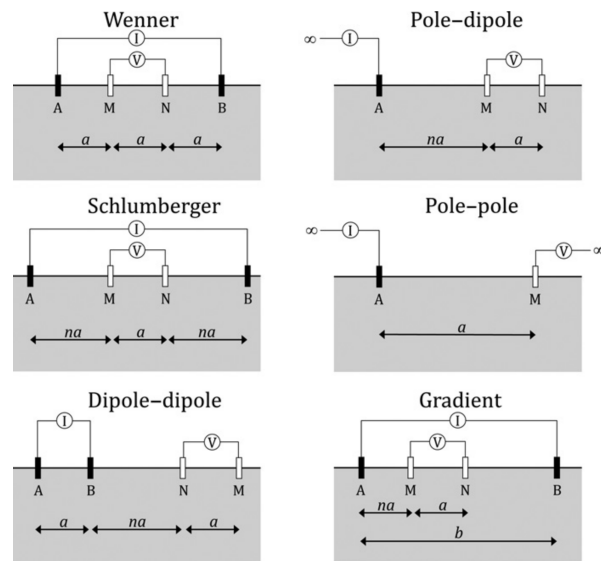 Wenner
I
V
A M N B
a a a
Pole–dipole
∞ I
V
A M N
na a
Schlumberger
I
V
A M N B
na a na
Pole–pole
∞ I
V ∞
A M
a
Dipole–dipole
I
V
A B N M
a na a
Gradient
I
V
A M N B
na a
b